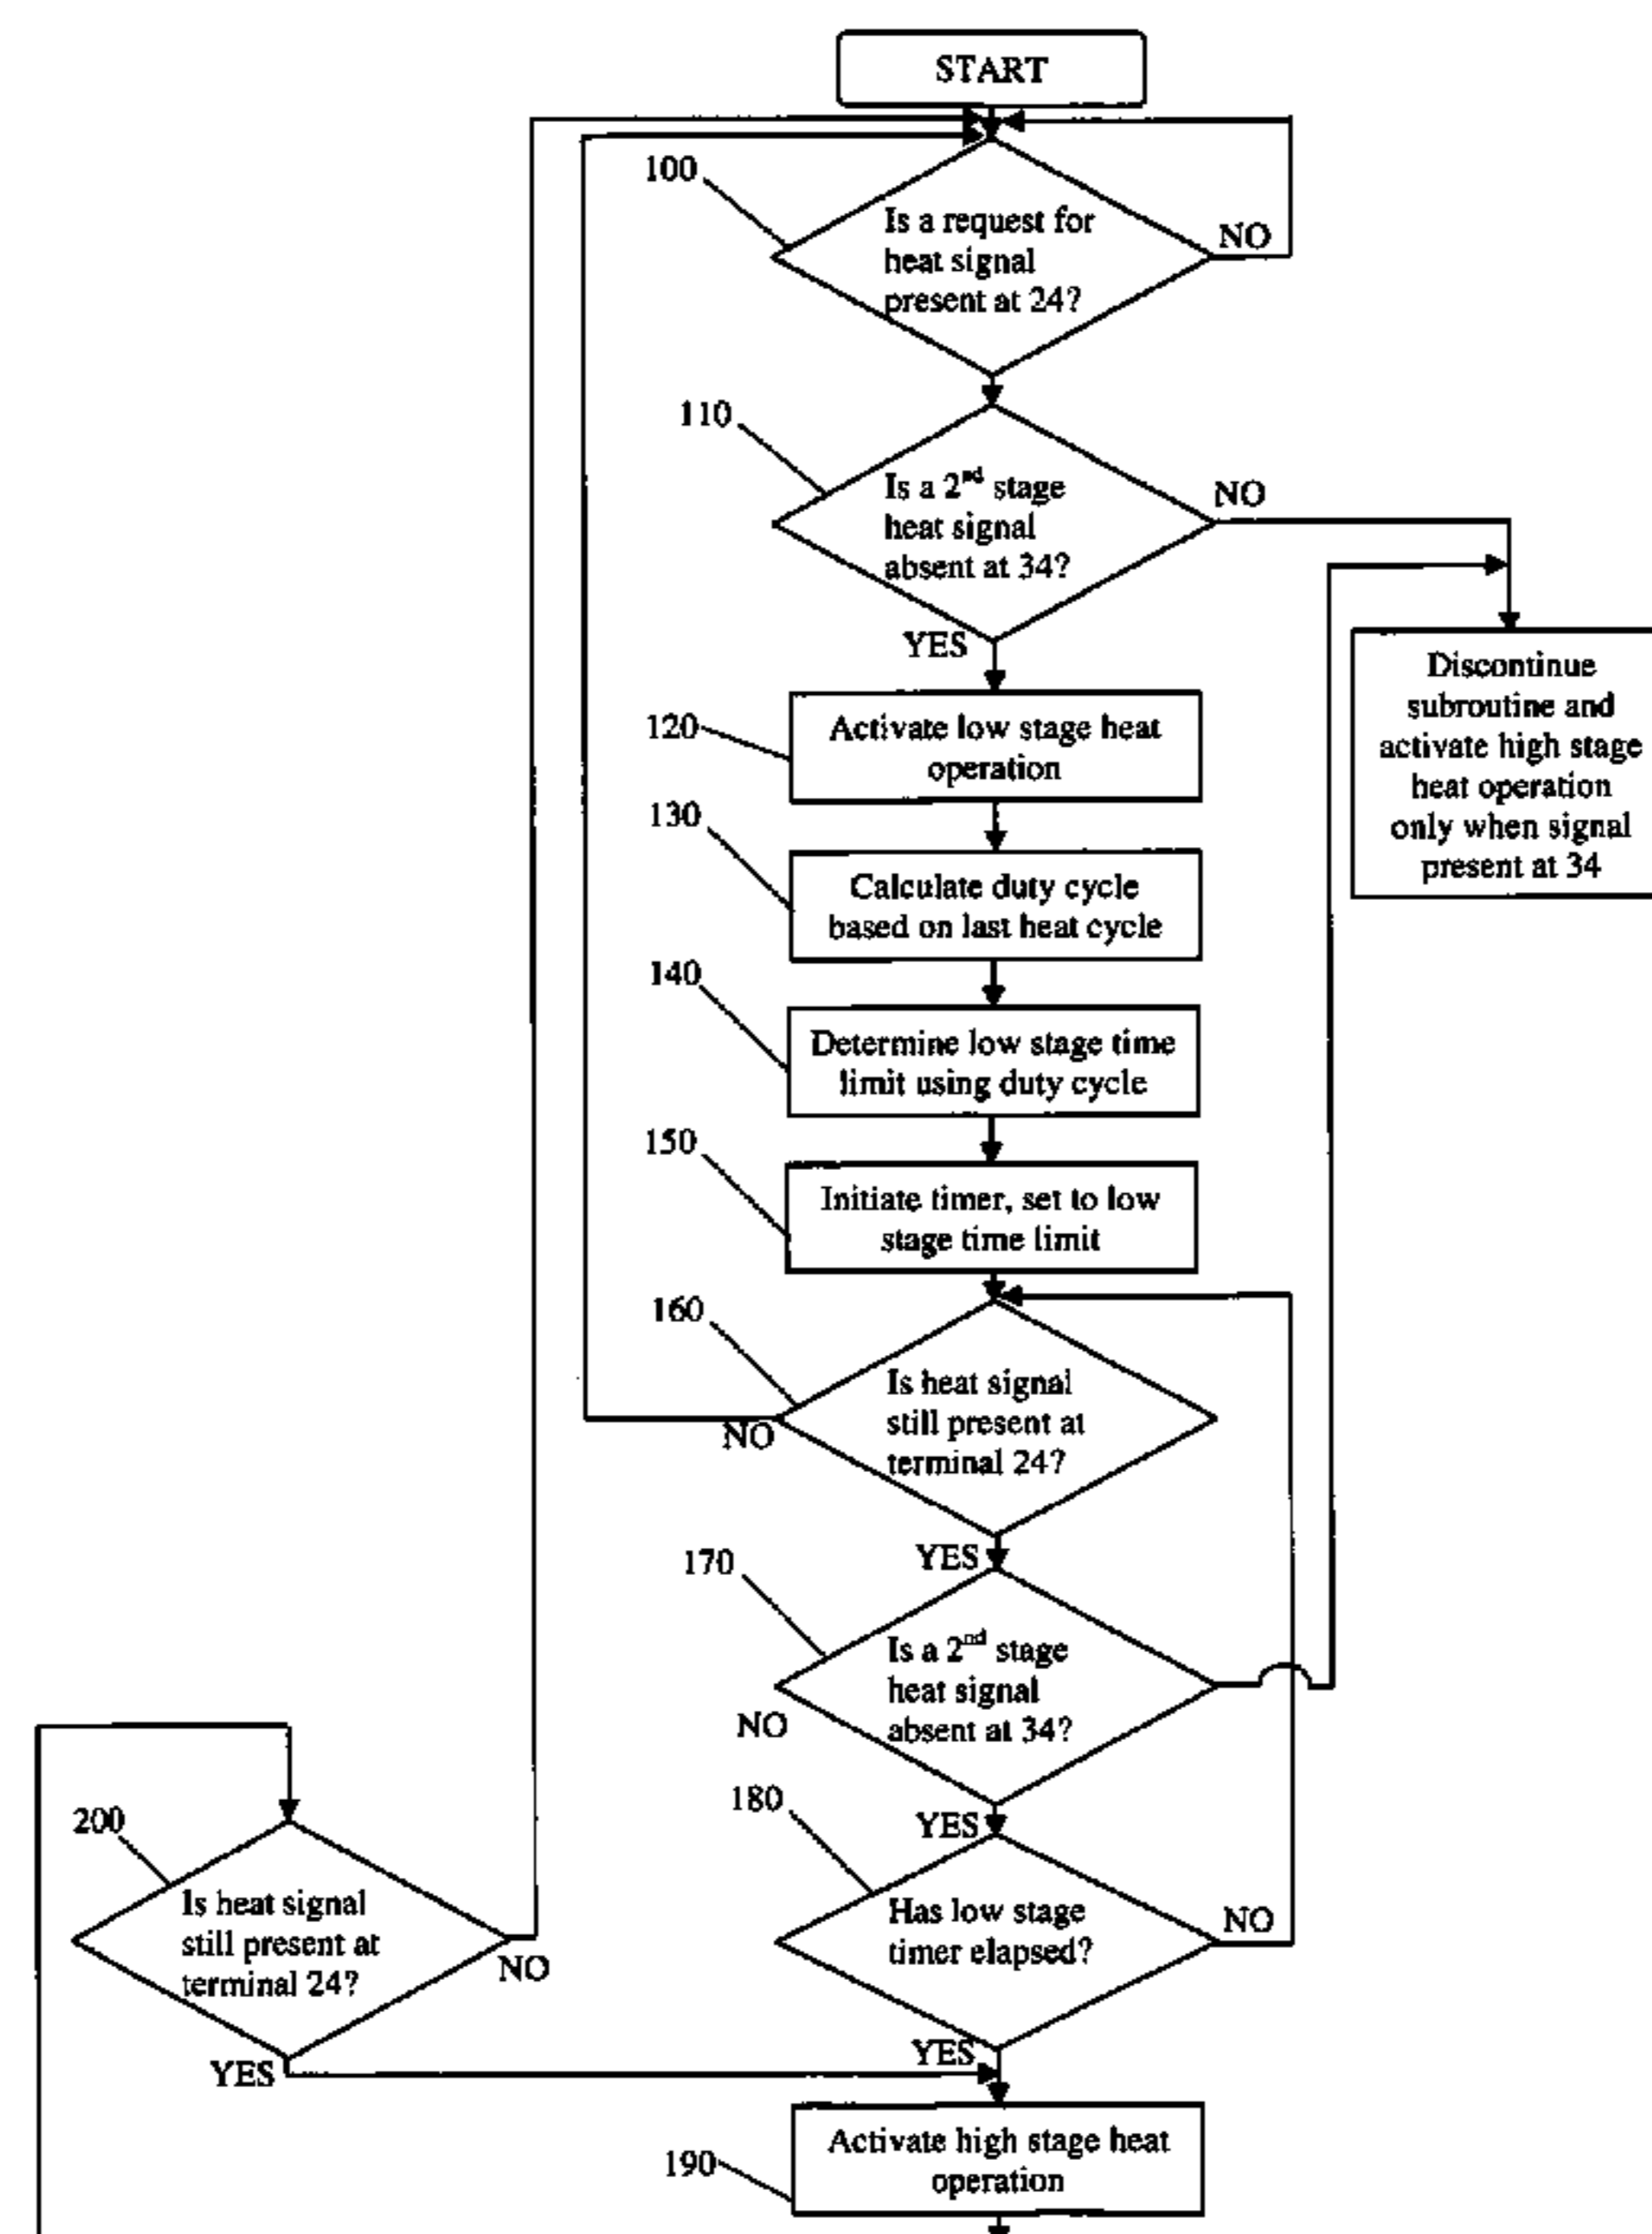 START
100
Is a request for
heat signal
present at 24?
NO
110
Is a 2nd stage
heat signal
absent at 34?
NO
YES
Discontinue
subroutine and
activate high stage
heat operation
only when signal
present at 34
120
Activate low stage heat
operation
130
Calculate duty cycle
based on last heat cycle
140
Determine low stage time
limit using duty cycle
150
Initiate timer, set to low
stage time limit
160
Is heat signal
still present at
terminal 24?
NO
YES
170
Is a 2nd stage
heat signal
absent at 34?
NO
YES
180
Has low stage
timer elapsed?
NO
YES
200
Is heat signal
still present at
terminal 24?
NO
YES
190
Activate high stage heat
operation